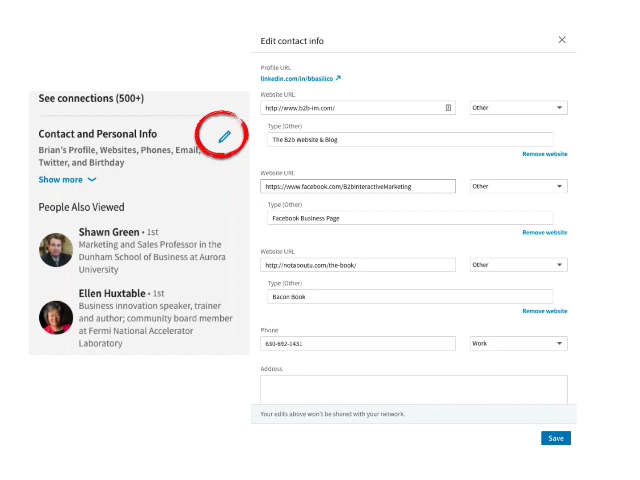 See connections (500+)
Contact and Personal Info
Brian's Profile, Websites, Phones, Email,
Twitter, and Birthday
Show more
People Also Viewed
Shawn Green • 1st
Marketing and Sales Professor in the
Dunham School of Business at Aurora
University
Ellen Huxtable • 1st
Business innovation speaker, trainer
and author; community board member
at Fermi National Accelerator
Laboratory
Edit contact info
Profile URL
linkedin.com/in/bbasilico
Website URL
http://www.b2b-im.com/
Other
Type (Other)
The B2b Website & Blog
Remove website
Website URL
https://www.facebook.com/B2bInteractiveMarketing
Other
Type (Other)
Facebook Business Page
Remove website
Website URL
http://notaboutu.com/the-book/
Other
Type (Other)
Bacon Book
Remove website
Phone
630-692-1431
Work
Address
Your edits above won't be shared with your network.
Save